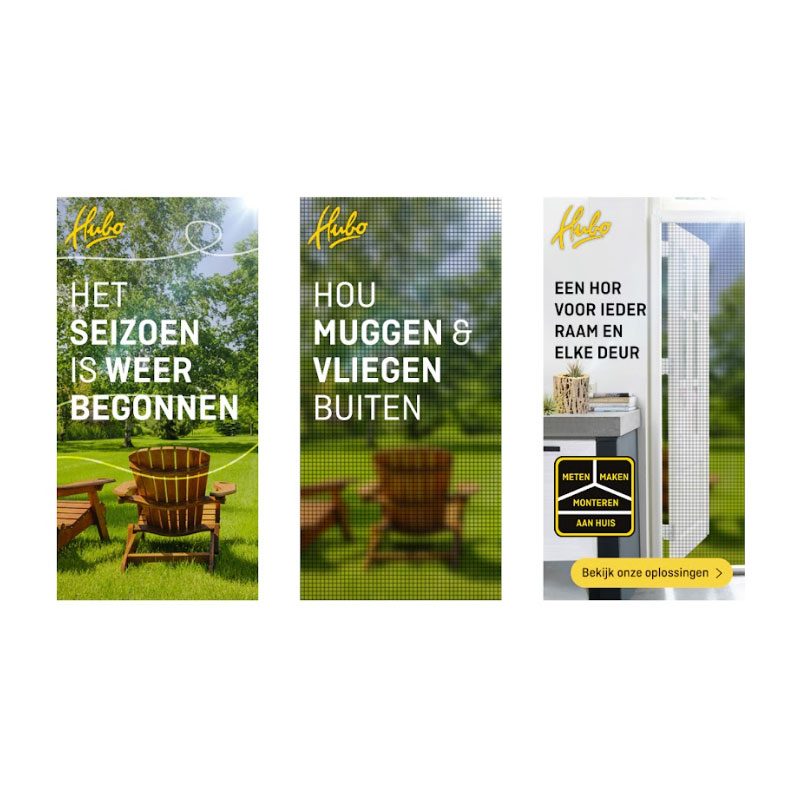 Hubo
HET
SEIZOEN
IS WEER
BEGONNEN
Hubo
HOU
MUGGEN &
VLIEGEN
BUITEN
Hubo
EEN HOR
VOOR IEDER
RAAM EN
ELKE DEUR
METEN MAKEN
MONTEREN
AAN HUIS
Bekijk onze oplossingen >